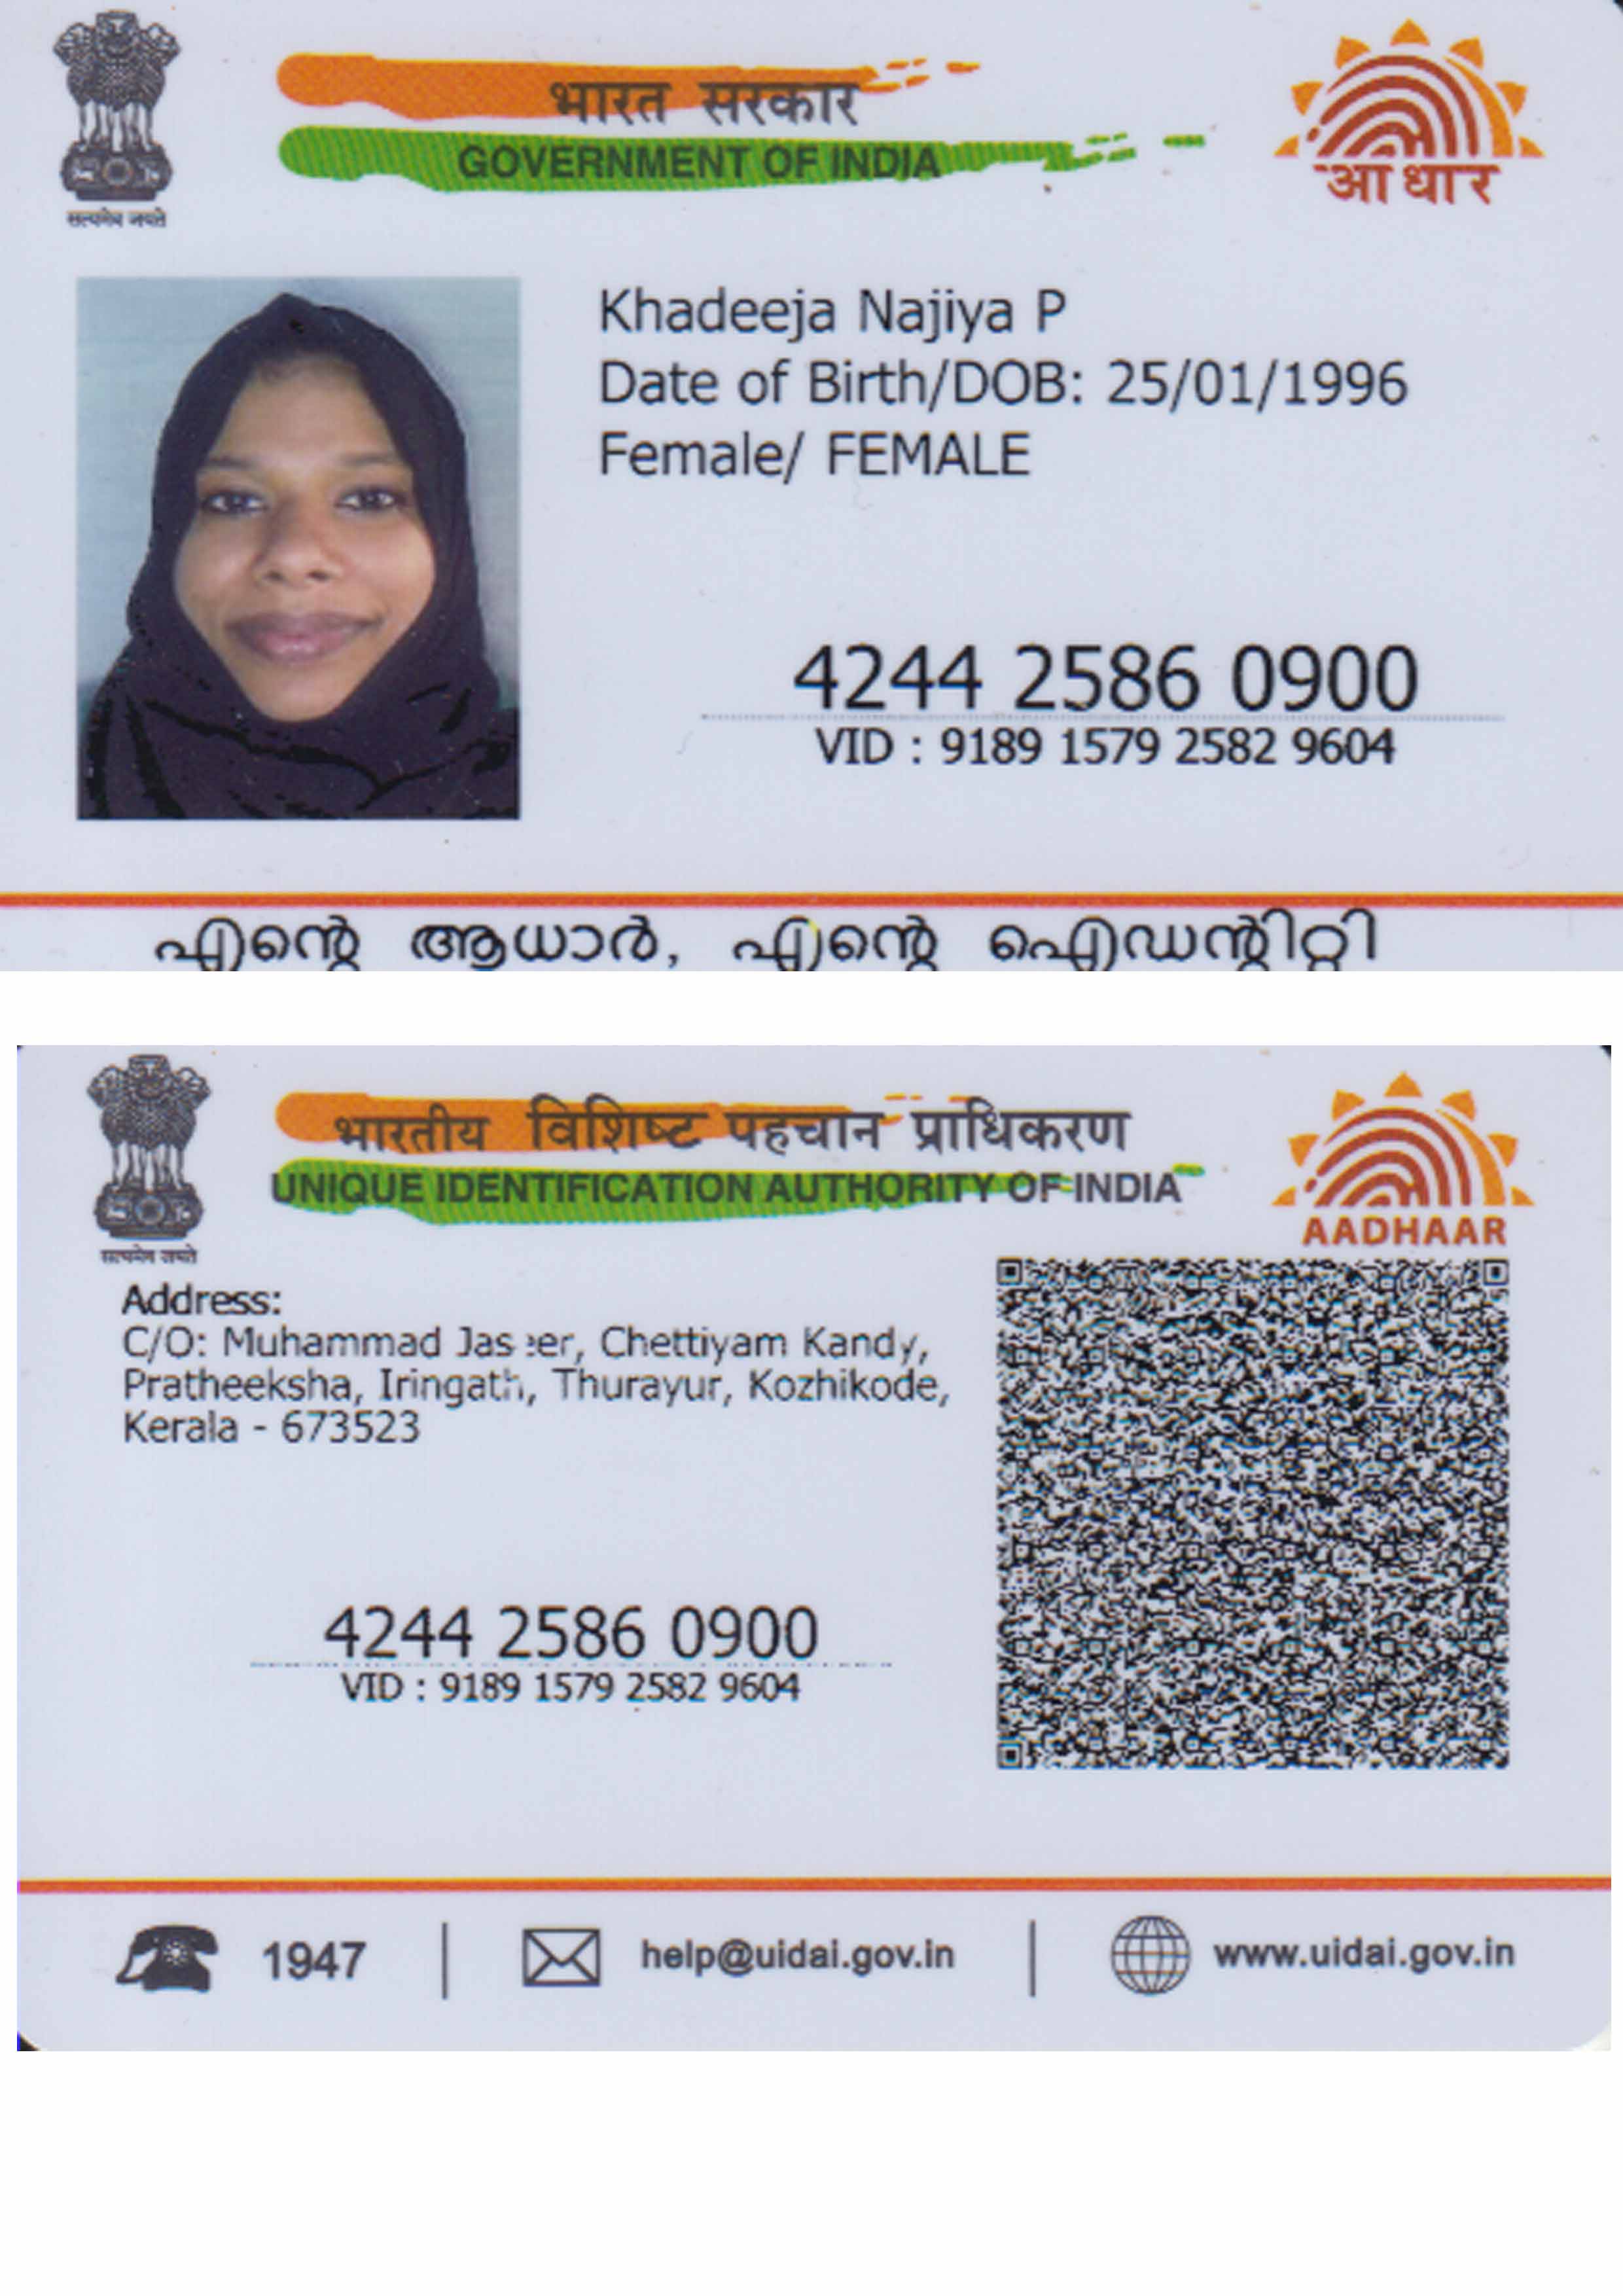 भारत सरकार
GOVERNMENT OF INDIA
सत्यमेव जयते
आधार
Khadeeja Najiya P
Date of Birth/DOB: 25/01/1996
Female/ FEMALE
4244 2586 0900
VID : 9189 1579 2582 9604
എന്റെ ആധാർ, എന്റെ ഐഡന്റിറ്റി
भारतीय विशिष्ट पहचान प्राधिकरण
UNIQUE IDENTIFICATION AUTHORITY OF INDIA
सत्यमेव जयते
AADHAAR
Address:
C/O: Muhammad Chettiyam Kandy,
Pratheeksha, Iringath, Thurayur, Kozhikode,
Kerala - 673523
4244 2586 0900
VID : 9189 1579 2582 9604
1947
help@uidai.gov.in
www.uidai.gov.in